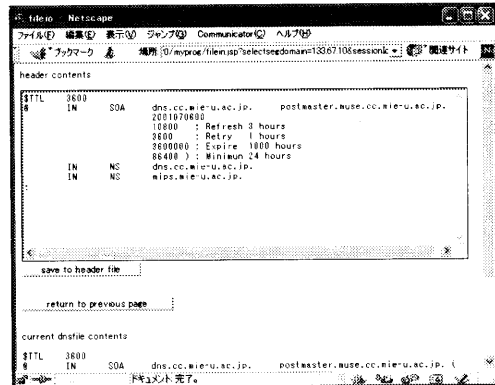 fileio - Netscape
ファイル(F) 編集(E) 表示(V) ジャンプ(G) Communicator(C) ヘルプ(H)
ブックマーク 場所 /0/myprog/filein.jsp?selectsegdomain=133.67.10&sessionk 関連サイト N
header contents
$TTL 3600
@ IN SOA dns.cc.mie-u.ac.jp. postmaster.muse.cc.mie-u.ac.jp.
2001070600
10800 ; Refresh 3 hours
3600 ; Retry 1 hours
3600000 ; Expire 1000 hours
86400 ) ; Minimun 24 hours
IN NS dns.cc.mie-u.ac.jp.
IN NS mips.mie-u.ac.jp.
;
save to header file
return to previous page
current dnsfile contents
$TTL 3600
@ IN SOA dns.cc.mie-u.ac.jp. postmaster.muse.cc.mie-u.ac.jp. (
ドキュメント完了。